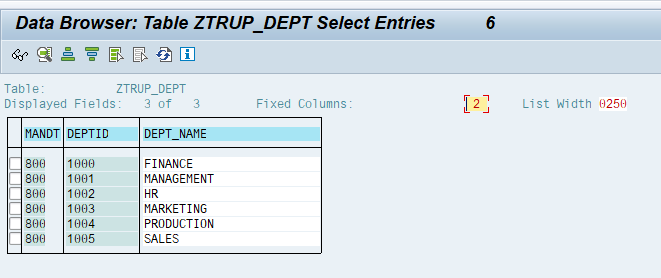 Data Browser: Table ZTRUP_DEPT Select Entries 6
Table: ZTRUP_DEPT
Displayed Fields: 3 of 3 Fixed Columns: 2 List Width 0250
MANDT DEPTID DEPT_NAME
800 1000 FINANCE
800 1001 MANAGEMENT
800 1002 HR
800 1003 MARKETING
800 1004 PRODUCTION
800 1005 SALES